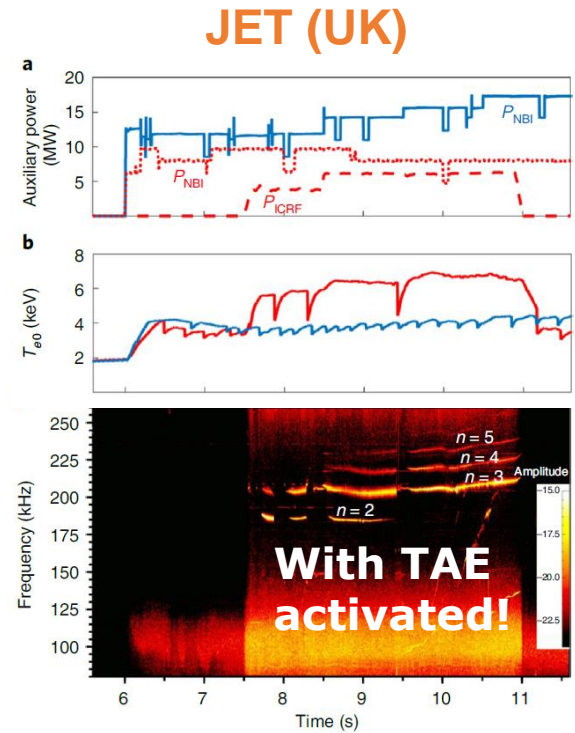 JET (UK)
a
Auxiliary power
(MW)
20
15
10
5
P_NBI
P_NBI
P_ICRF
b
T_e0 (keV)
8
6
4
2
Frequency (kHz)
250
225
200
175
150
125
100
n = 5
n = 4
n = 3
n = 2
Amplitude
–15.0
–17.5
–20.0
–22.5
With TAE
activated!
6 7 8 9 10 11
Time (s)